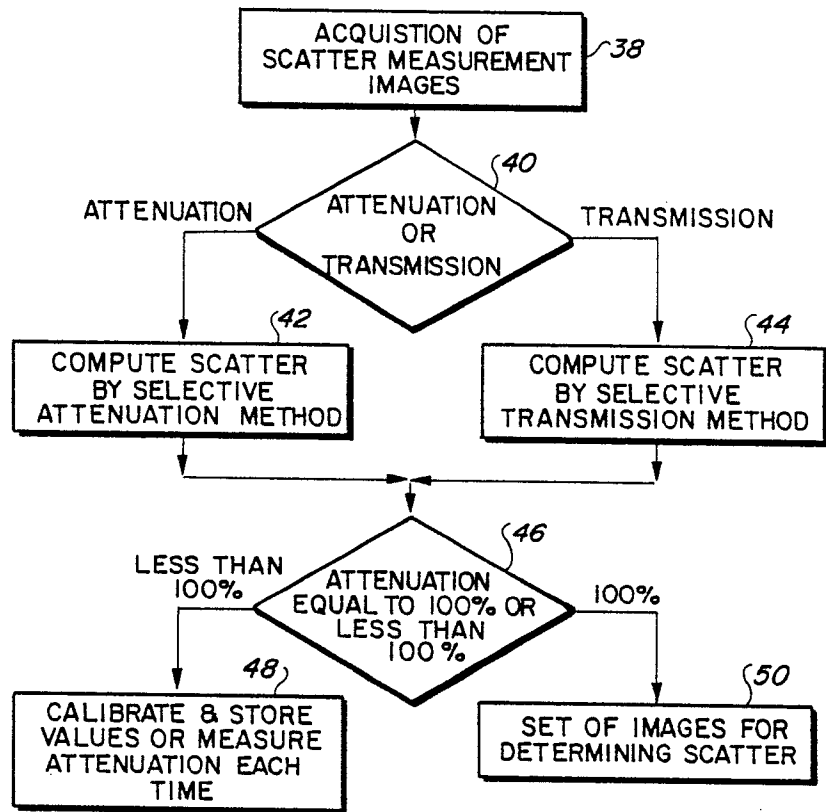 ACQUISTION OF
SCATTER MEASUREMENT
IMAGES
38
40
ATTENUATION
ATTENUATION
OR
TRANSMISSION
TRANSMISSION
42
COMPUTE SCATTER
BY SELECTIVE
ATTENUATION METHOD
44
COMPUTE SCATTER
BY SELECTIVE
TRANSMISSION METHOD
46
LESS THAN
100%
ATTENUATION
EQUAL TO 100% OR
LESS THAN
100%
100%
48
CALIBRATE & STORE
VALUES OR MEASURE
ATTENUATION EACH
TIME
50
SET OF IMAGES FOR
DETERMINING SCATTER